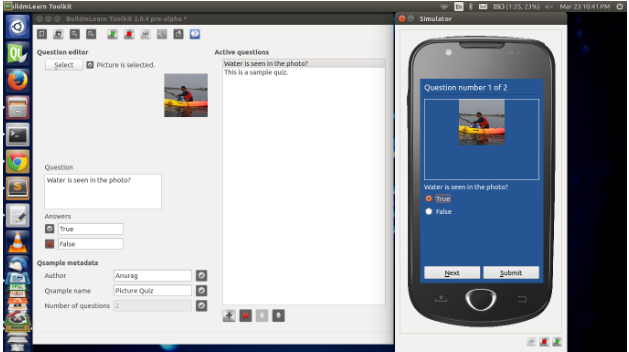 BuildmLearn Toolkit
(1:25, 23%)
Mar 23 10:41 PM
BuildmLearn Toolkit 2.0.4 pre-alpha *
Simulator
Question editor
Select
Picture is selected.
Question
Water is seen in the photo?
Answers
True
False
Qsample metadata
Author
Anurag
Qsample name
Picture Quiz
Number of questions
2
Active questions
Water is seen in the photo?
This is a sample quiz.
Question number 1 of 2
Water is seen in the photo?
True
False
Next
Submit